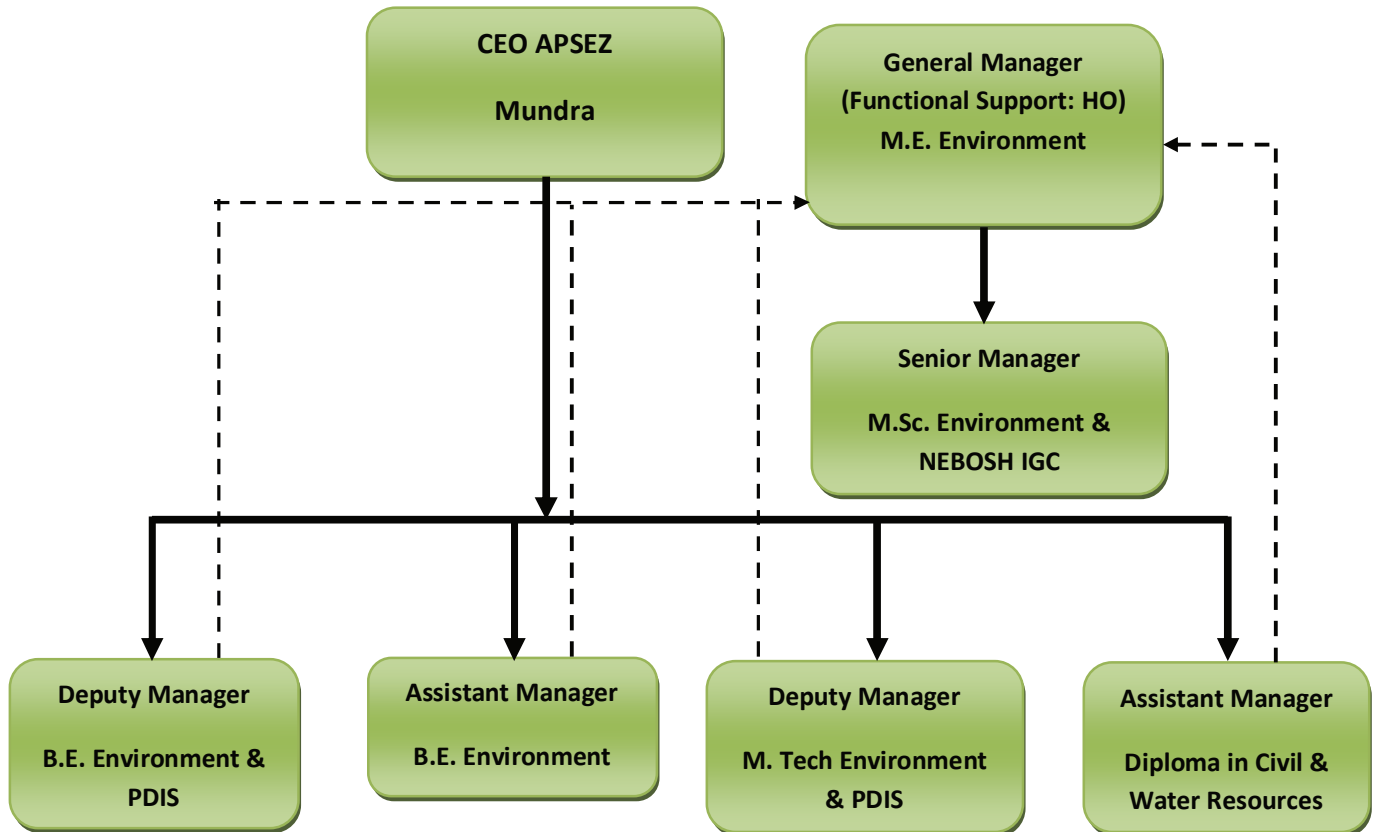 CEO APSEZ
Mundra
General Manager
(Functional Support: HO)
M.E. Environment
Senior Manager
M.Sc. Environment &
NEBOSH IGC
Deputy Manager
B.E. Environment &
PDIS
Assistant Manager
B.E. Environment
Deputy Manager
M. Tech Environment
& PDIS
Assistant Manager
Diploma in Civil &
Water Resources